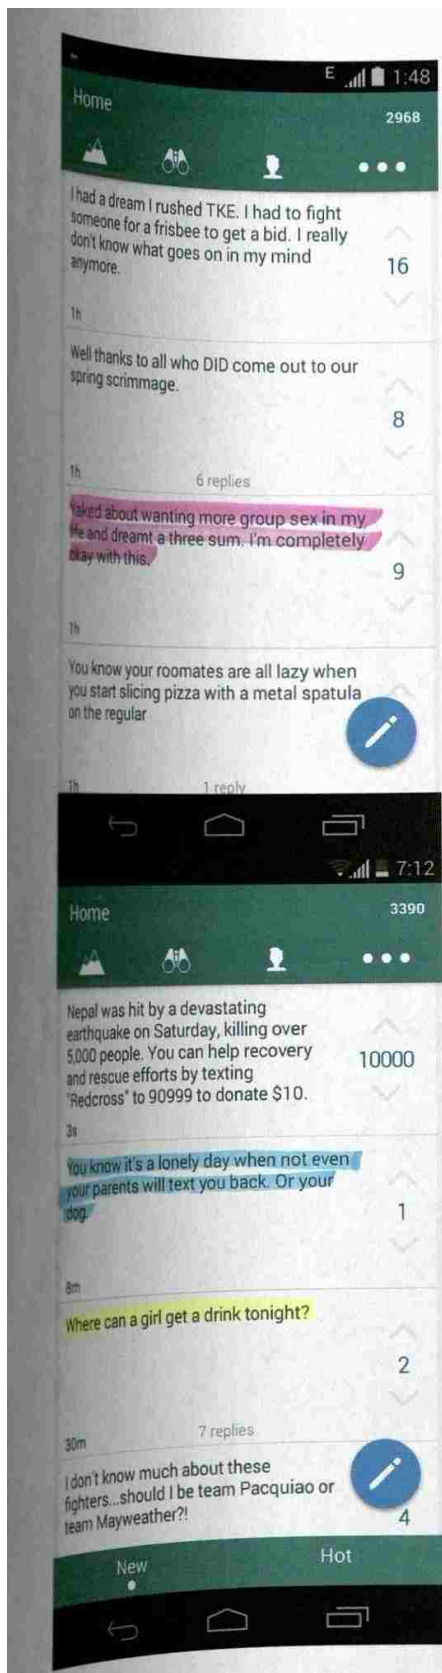 E 1:48
Home
2968
I had a dream I rushed TKE. I had to fight
someone for a frisbee to get a bid. I really
don't know what goes on in my mind
anymore.
16
1h
Well thanks to all who DID come out to our
spring scrimmage.
8
1h 6 replies
Yaked about wanting more group sex in my
life and dreamt a three sum. I'm completely
okay with this.
9
1h
You know your roomates are all lazy when
you start slicing pizza with a metal spatula
on the regular
1h 1 reply
7:12
Home
3390
Nepal was hit by a devastating
earthquake on Saturday, killing over
5,000 people. You can help recovery
and rescue efforts by texting
"Redcross" to 90999 to donate $10.
10000
3s
You know it's a lonely day when not even
your parents will text you back. Or your
dog.
1
8m
Where can a girl get a drink tonight?
2
30m 7 replies
I don't know much about these
fighters...should I be team Pacquiao or
team Mayweather?!
4
New Hot